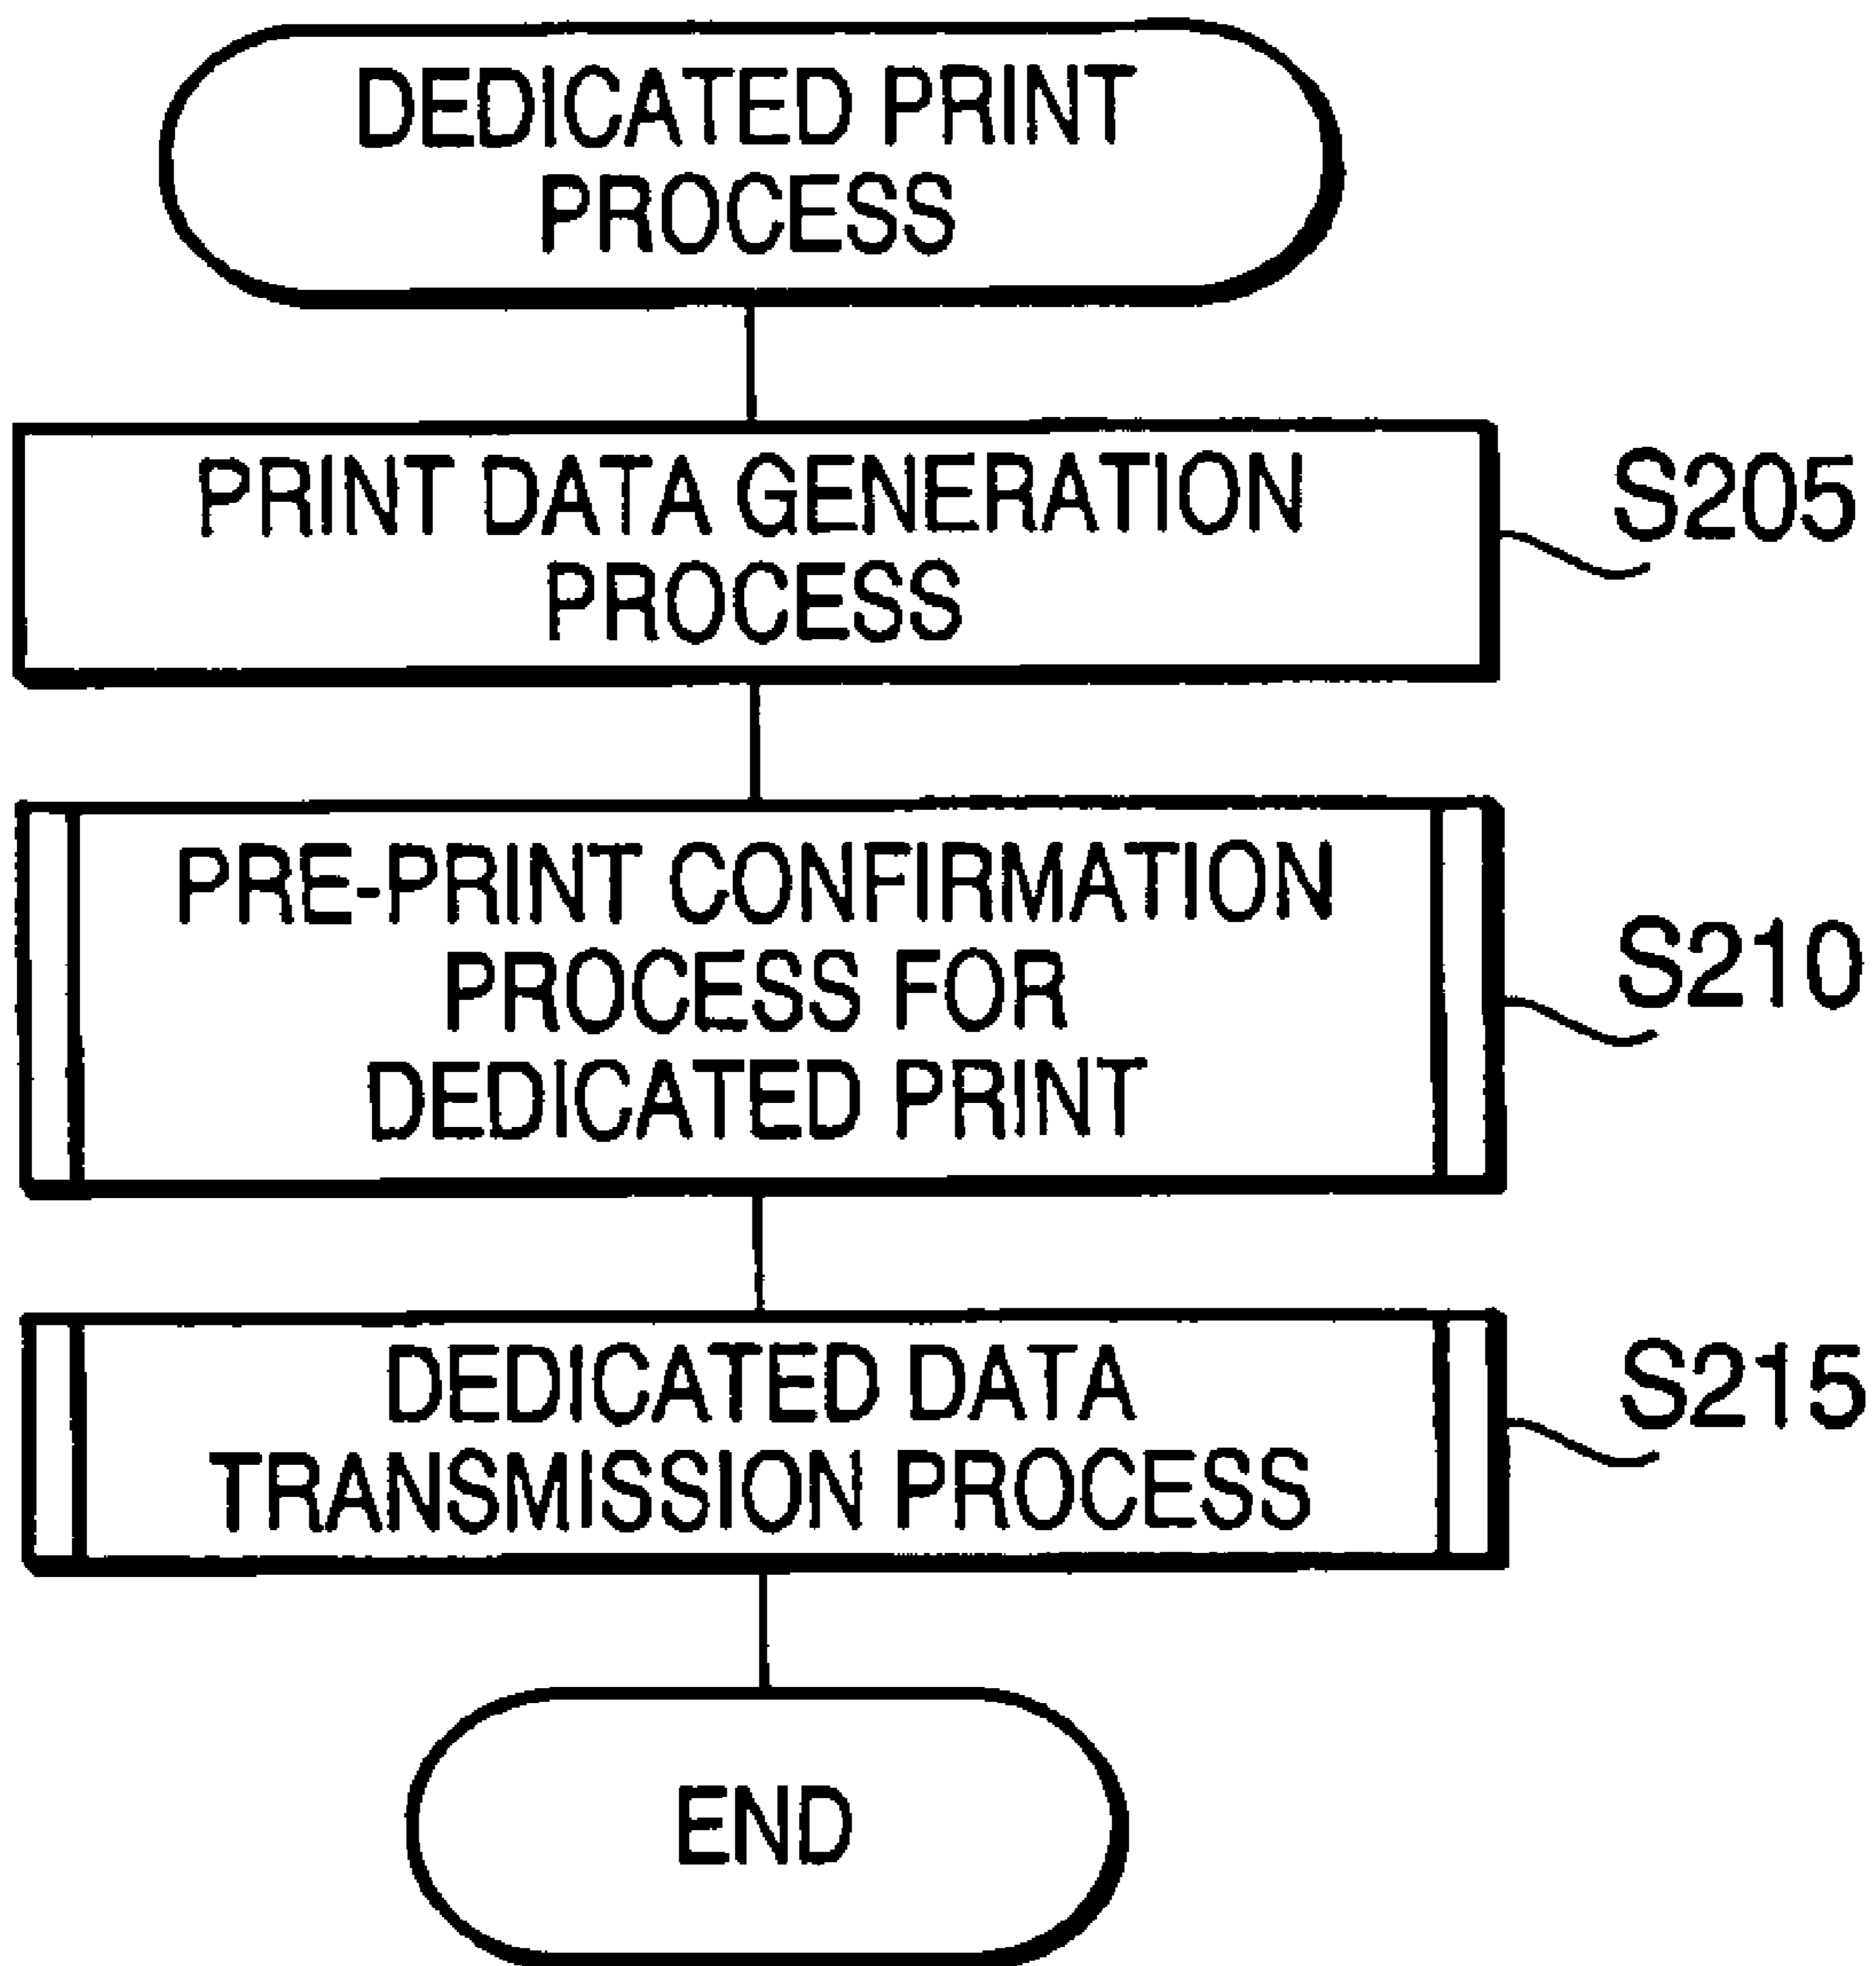 DEDICATED PRINT
PROCESS
PRINT DATA GENERATION
PROCESS
S205
PRE-PRINT CONFIRMATION
PROCESS FOR
DEDICATED PRINT
S210
DEDICATED DATA
TRANSMISSION PROCESS
S215
END